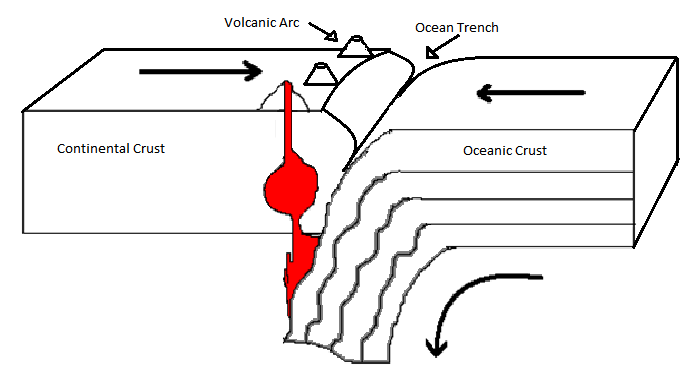 Volcanic Arc
Ocean Trench
Continental Crust
Oceanic Crust